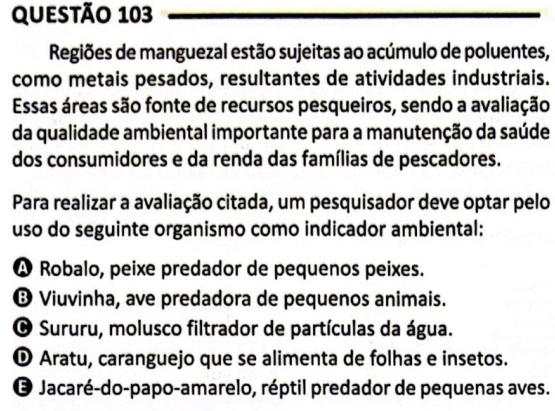 QUESTÃO 103
Regiões de manguezal estão sujeitas ao acúmulo de poluentes,
como metais pesados, resultantes de atividades industriais.
Essas áreas são fonte de recursos pesqueiros, sendo a avaliação
da qualidade ambiental importante para a manutenção da saúde
dos consumidores e da renda das famílias de pescadores.
Para realizar a avaliação citada, um pesquisador deve optar pelo
uso do seguinte organismo como indicador ambiental:
A Robalo, peixe predador de pequenos peixes.
B Viuvinha, ave predadora de pequenos animais.
C Sururu, molusco filtrador de partículas da água.
D Aratu, caranguejo que se alimenta de folhas e insetos.
E Jacaré-do-papo-amarelo, réptil predador de pequenas aves.